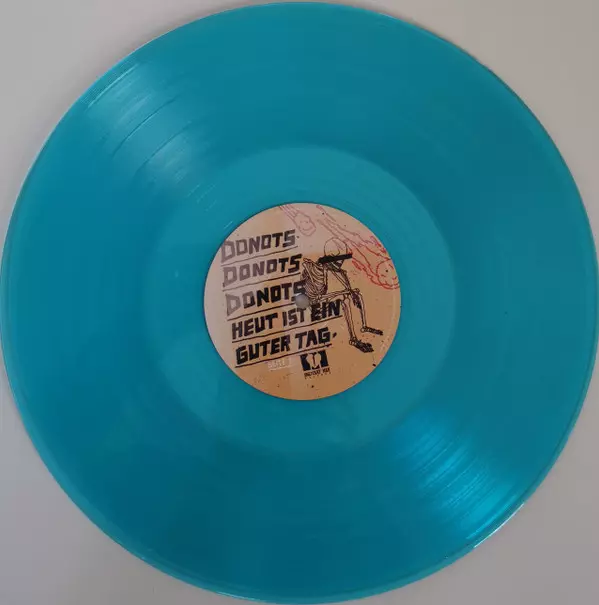 DONOTS.
DONOTS
DONOTS
HEUT IST EIN
GUTER TAG.